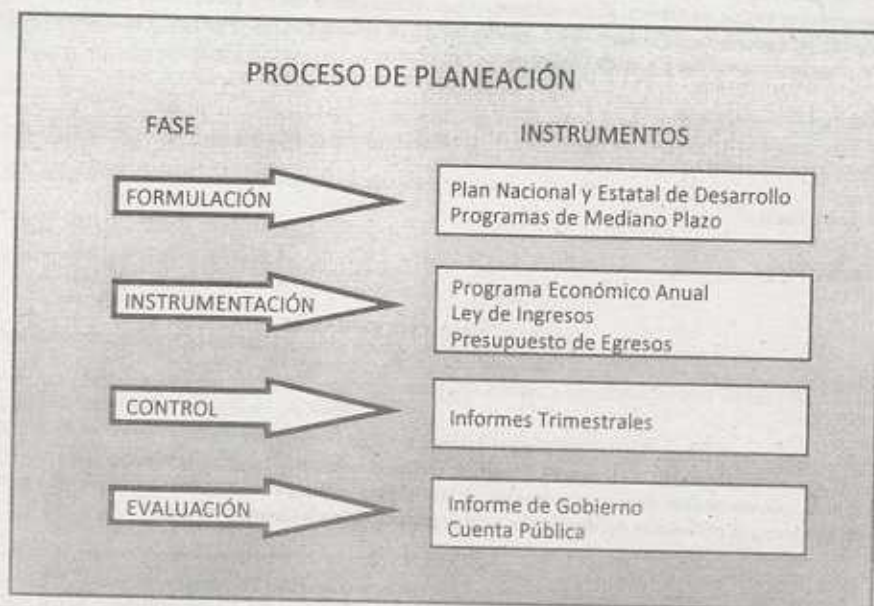 PROCESO DE PLANEACIÓN
FASE
INSTRUMENTOS
FORMULACIÓN
Plan Nacional y Estatal de Desarrollo
Programas de Mediano Plazo
INSTRUMENTACIÓN
Programa Económico Anual
Ley de Ingresos
Presupuesto de Egresos
CONTROL
Informes Trimestrales
EVALUACIÓN
Informe de Gobierno
Cuenta Pública